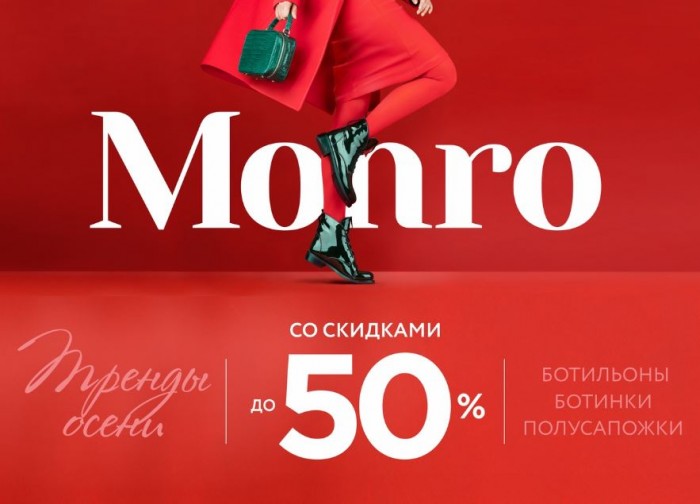 Monro
Тренды
осени
СО СКИДКАМИ
ДО 50%
БОТИЛЬОНЫ
БОТИНКИ
ПОЛУСАПОЖКИ